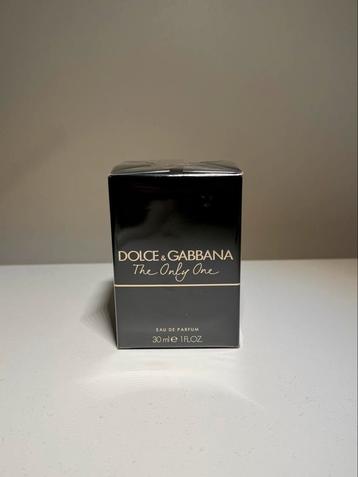 DOLCE & GABBANA
The Only One
EAU DE PARFUM
30 ml e 1 FL.OZ.